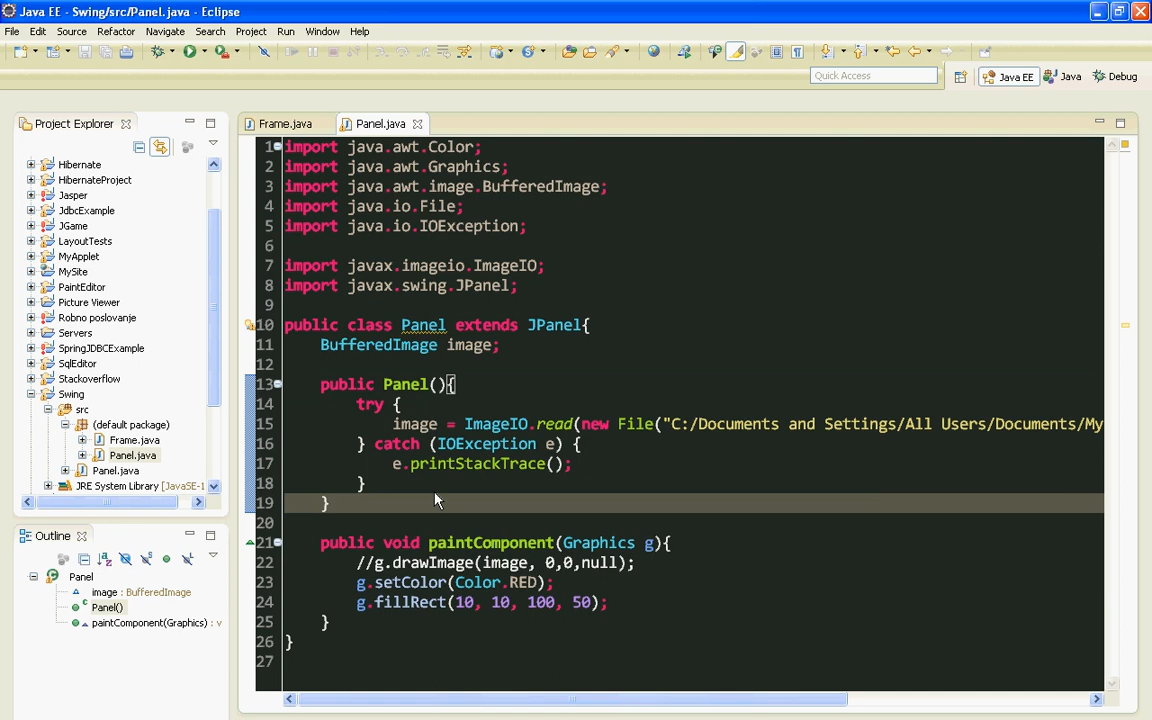 Java EE - Swing/src/Panel.java - Eclipse
File Edit Source Refactor Navigate Search Project Run Window Help
Quick Access
Java EE Java Debug
Project Explorer
Hibernate
HibernateProject
Jasper
JdbcExample
JGame
LayoutTests
MyApplet
MySite
PaintEditor
Picture Viewer
Robno poslovanje
Servers
SpringJDBCExample
SqlEditor
Stackoverflow
Swing
src
(default package)
Frame.java
Panel.java
Panel.java
JRE System Library [JavaSE-1
Outline
Panel
image : BufferedImage
Panel()
paintComponent(Graphics) : v
Frame.java Panel.java
1 import java.awt.Color;
2 import java.awt.Graphics;
3 import java.awt.image.BufferedImage;
4 import java.io.File;
5 import java.io.IOException;
6
7 import javax.imageio.ImageIO;
8 import javax.swing.JPanel;
9
10 public class Panel extends JPanel{
11 BufferedImage image;
12
13 public Panel(){
14 try {
15 image = ImageIO.read(new File("C:/Documents and Settings/All Users/Documents/My
16 } catch (IOException e) {
17 e.printStackTrace();
18 }
19 }
20
21 public void paintComponent(Graphics g){
22 //g.drawImage(image, 0,0,null);
23 g.setColor(Color.RED);
24 g.fillRect(10, 10, 100, 50);
25 }
26 }
27